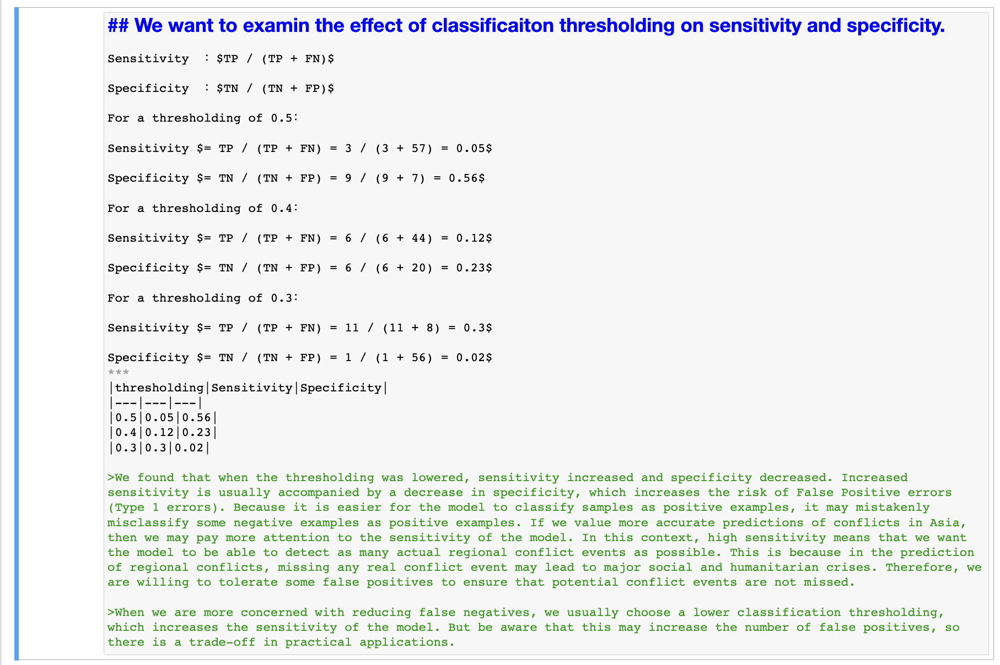 ## We want to examin the effect of classificaiton thresholding on sensitivity and specificity.
Sensitivity  : $TP / (TP + FN)$
Specificity  : $TN / (TN + FP)$
For a thresholding of 0.5:
Sensitivity $= TP / (TP + FN) = 3 / (3 + 57) = 0.05$
Specificity $= TN / (TN + FP) = 9 / (9 + 7) = 0.56$
For a thresholding of 0.4:
Sensitivity $= TP / (TP + FN) = 6 / (6 + 44) = 0.12$
Specificity $= TN / (TN + FP) = 6 / (6 + 20) = 0.23$
For a thresholding of 0.3:
Sensitivity $= TP / (TP + FN) = 11 / (11 + 8) = 0.3$
Specificity $= TN / (TN + FP) = 1 / (1 + 56) = 0.02$
***
|thresholding|Sensitivity|Specificity|
|---|---|---|
|0.5|0.05|0.56|
|0.4|0.12|0.23|
|0.3|0.3|0.02|
>We found that when the thresholding was lowered, sensitivity increased and specificity decreased. Increased
sensitivity is usually accompanied by a decrease in specificity, which increases the risk of False Positive errors
(Type 1 errors). Because it is easier for the model to classify samples as positive examples, it may mistakenly
misclassify some negative examples as positive examples. If we value more accurate predictions of conflicts in Asia,
then we may pay more attention to the sensitivity of the model. In this context, high sensitivity means that we want
the model to be able to detect as many actual regional conflict events as possible. This is because in the prediction
of regional conflicts, missing any real conflict event may lead to major social and humanitarian crises. Therefore, we
are willing to tolerate some false positives to ensure that potential conflict events are not missed.
>When we are more concerned with reducing false negatives, we usually choose a lower classification thresholding,
which increases the sensitivity of the model. But be aware that this may increase the number of false positives, so
there is a trade-off in practical applications.